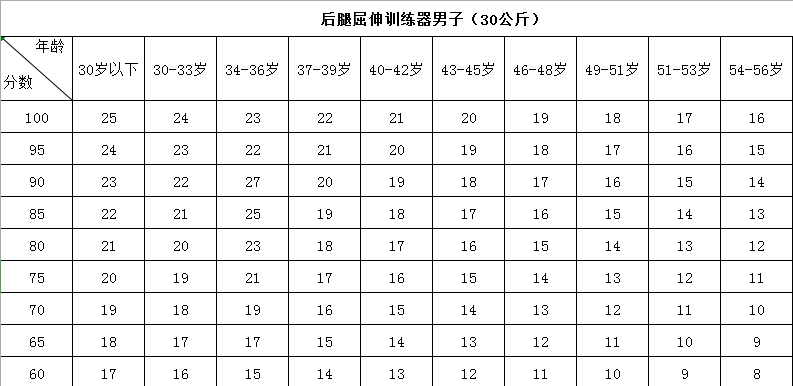 后腿屈伸训练器男子（30公斤）
年龄
分数 30岁以下 30-33岁 34-36岁 37-39岁 40-42岁 43-45岁 46-48岁 49-51岁 51-53岁 54-56岁
100 25 24 23 22 21 20 19 18 17 16
95 24 23 22 21 20 19 18 17 16 15
90 23 22 27 20 19 18 17 16 15 14
85 22 21 25 19 18 17 16 15 14 13
80 21 20 23 18 17 16 15 14 13 12
75 20 19 21 17 16 15 14 13 12 11
70 19 18 19 16 15 14 13 12 11 10
65 18 17 17 15 14 13 12 11 10 9
60 17 16 15 14 13 12 11 10 9 8